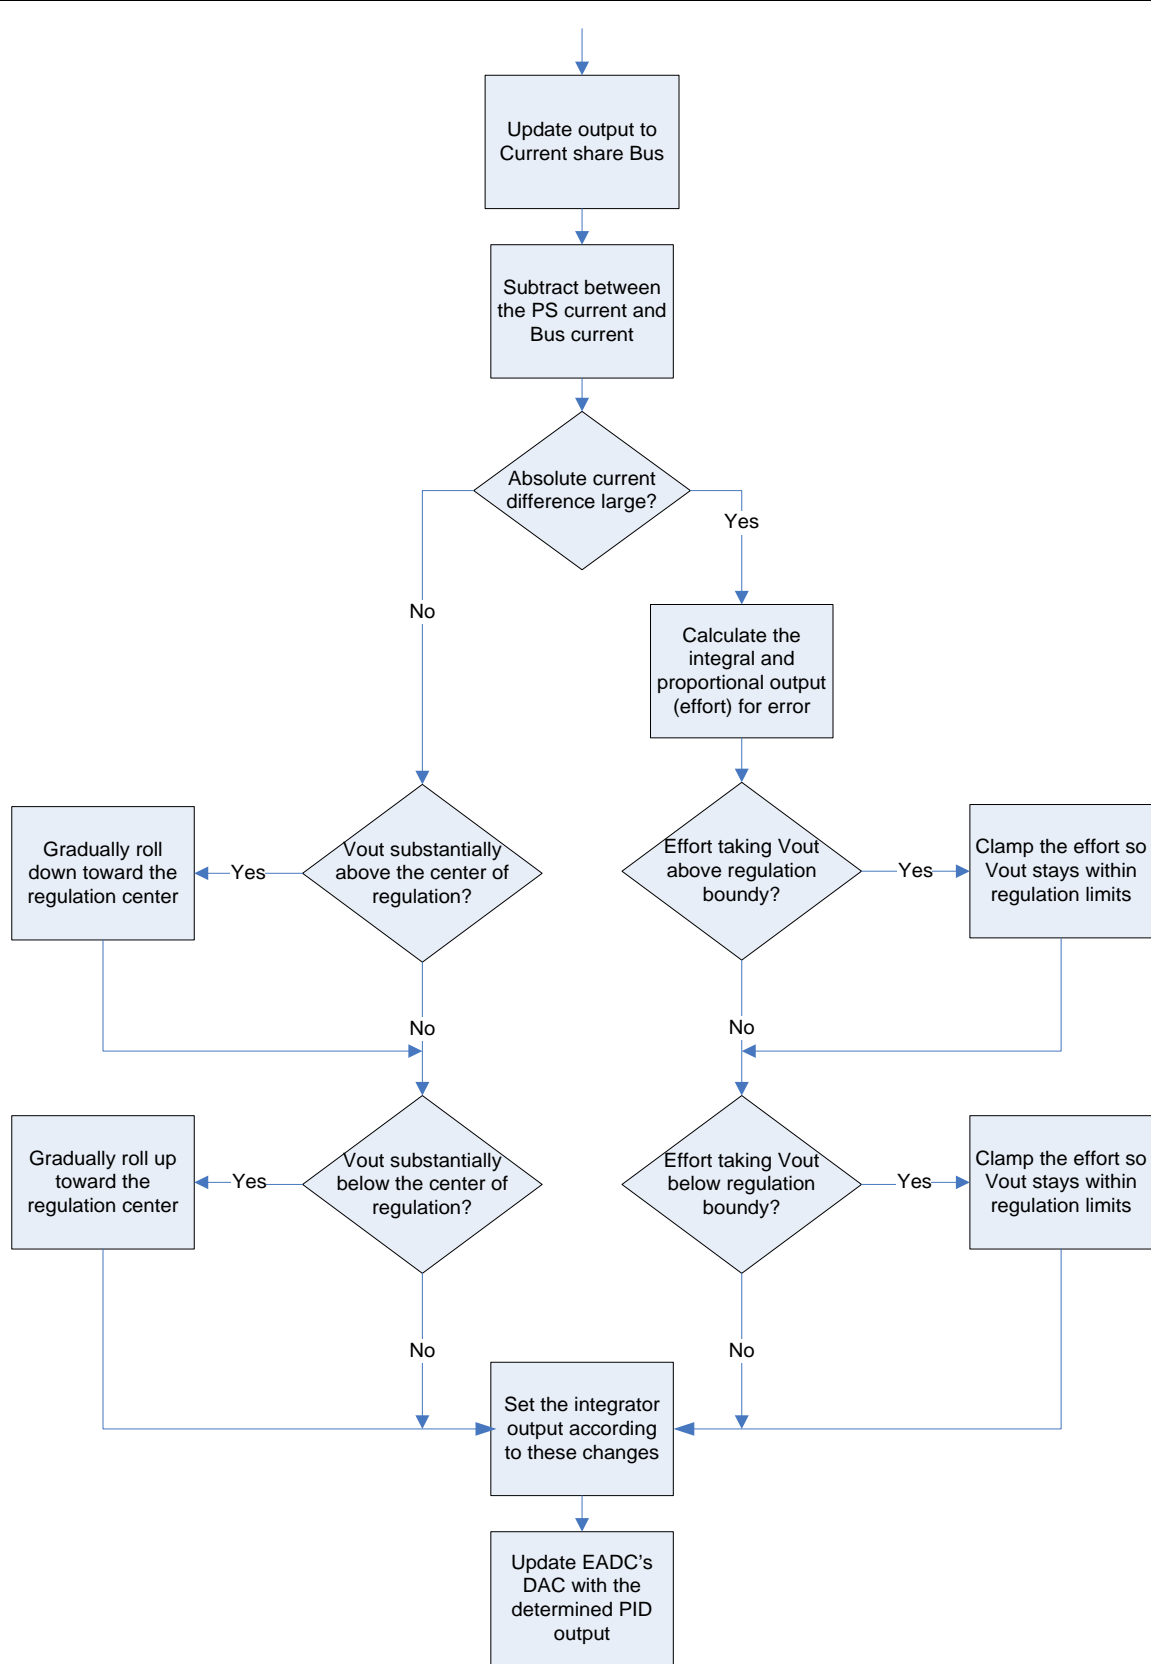 Update output to
Current share Bus
Subtract between
the PS current and
Bus current
Absolute current
difference large?
Yes
No
Calculate the
integral and
proportional output
(effort) for error
Gradually roll
down toward the
regulation center
Yes
Vout substantially
above the center of
regulation?
Effort taking Vout
above regulation
boundy?
Yes
Clamp the effort so
Vout stays within
regulation limits
No
No
Gradually roll up
toward the
regulation center
Yes
Vout substantially
below the center of
regulation?
Effort taking Vout
below regulation
boundy?
Yes
Clamp the effort so
Vout stays within
regulation limits
No
No
Set the integrator
output according
to these changes
Update EADC's
DAC with the
determined PID
output